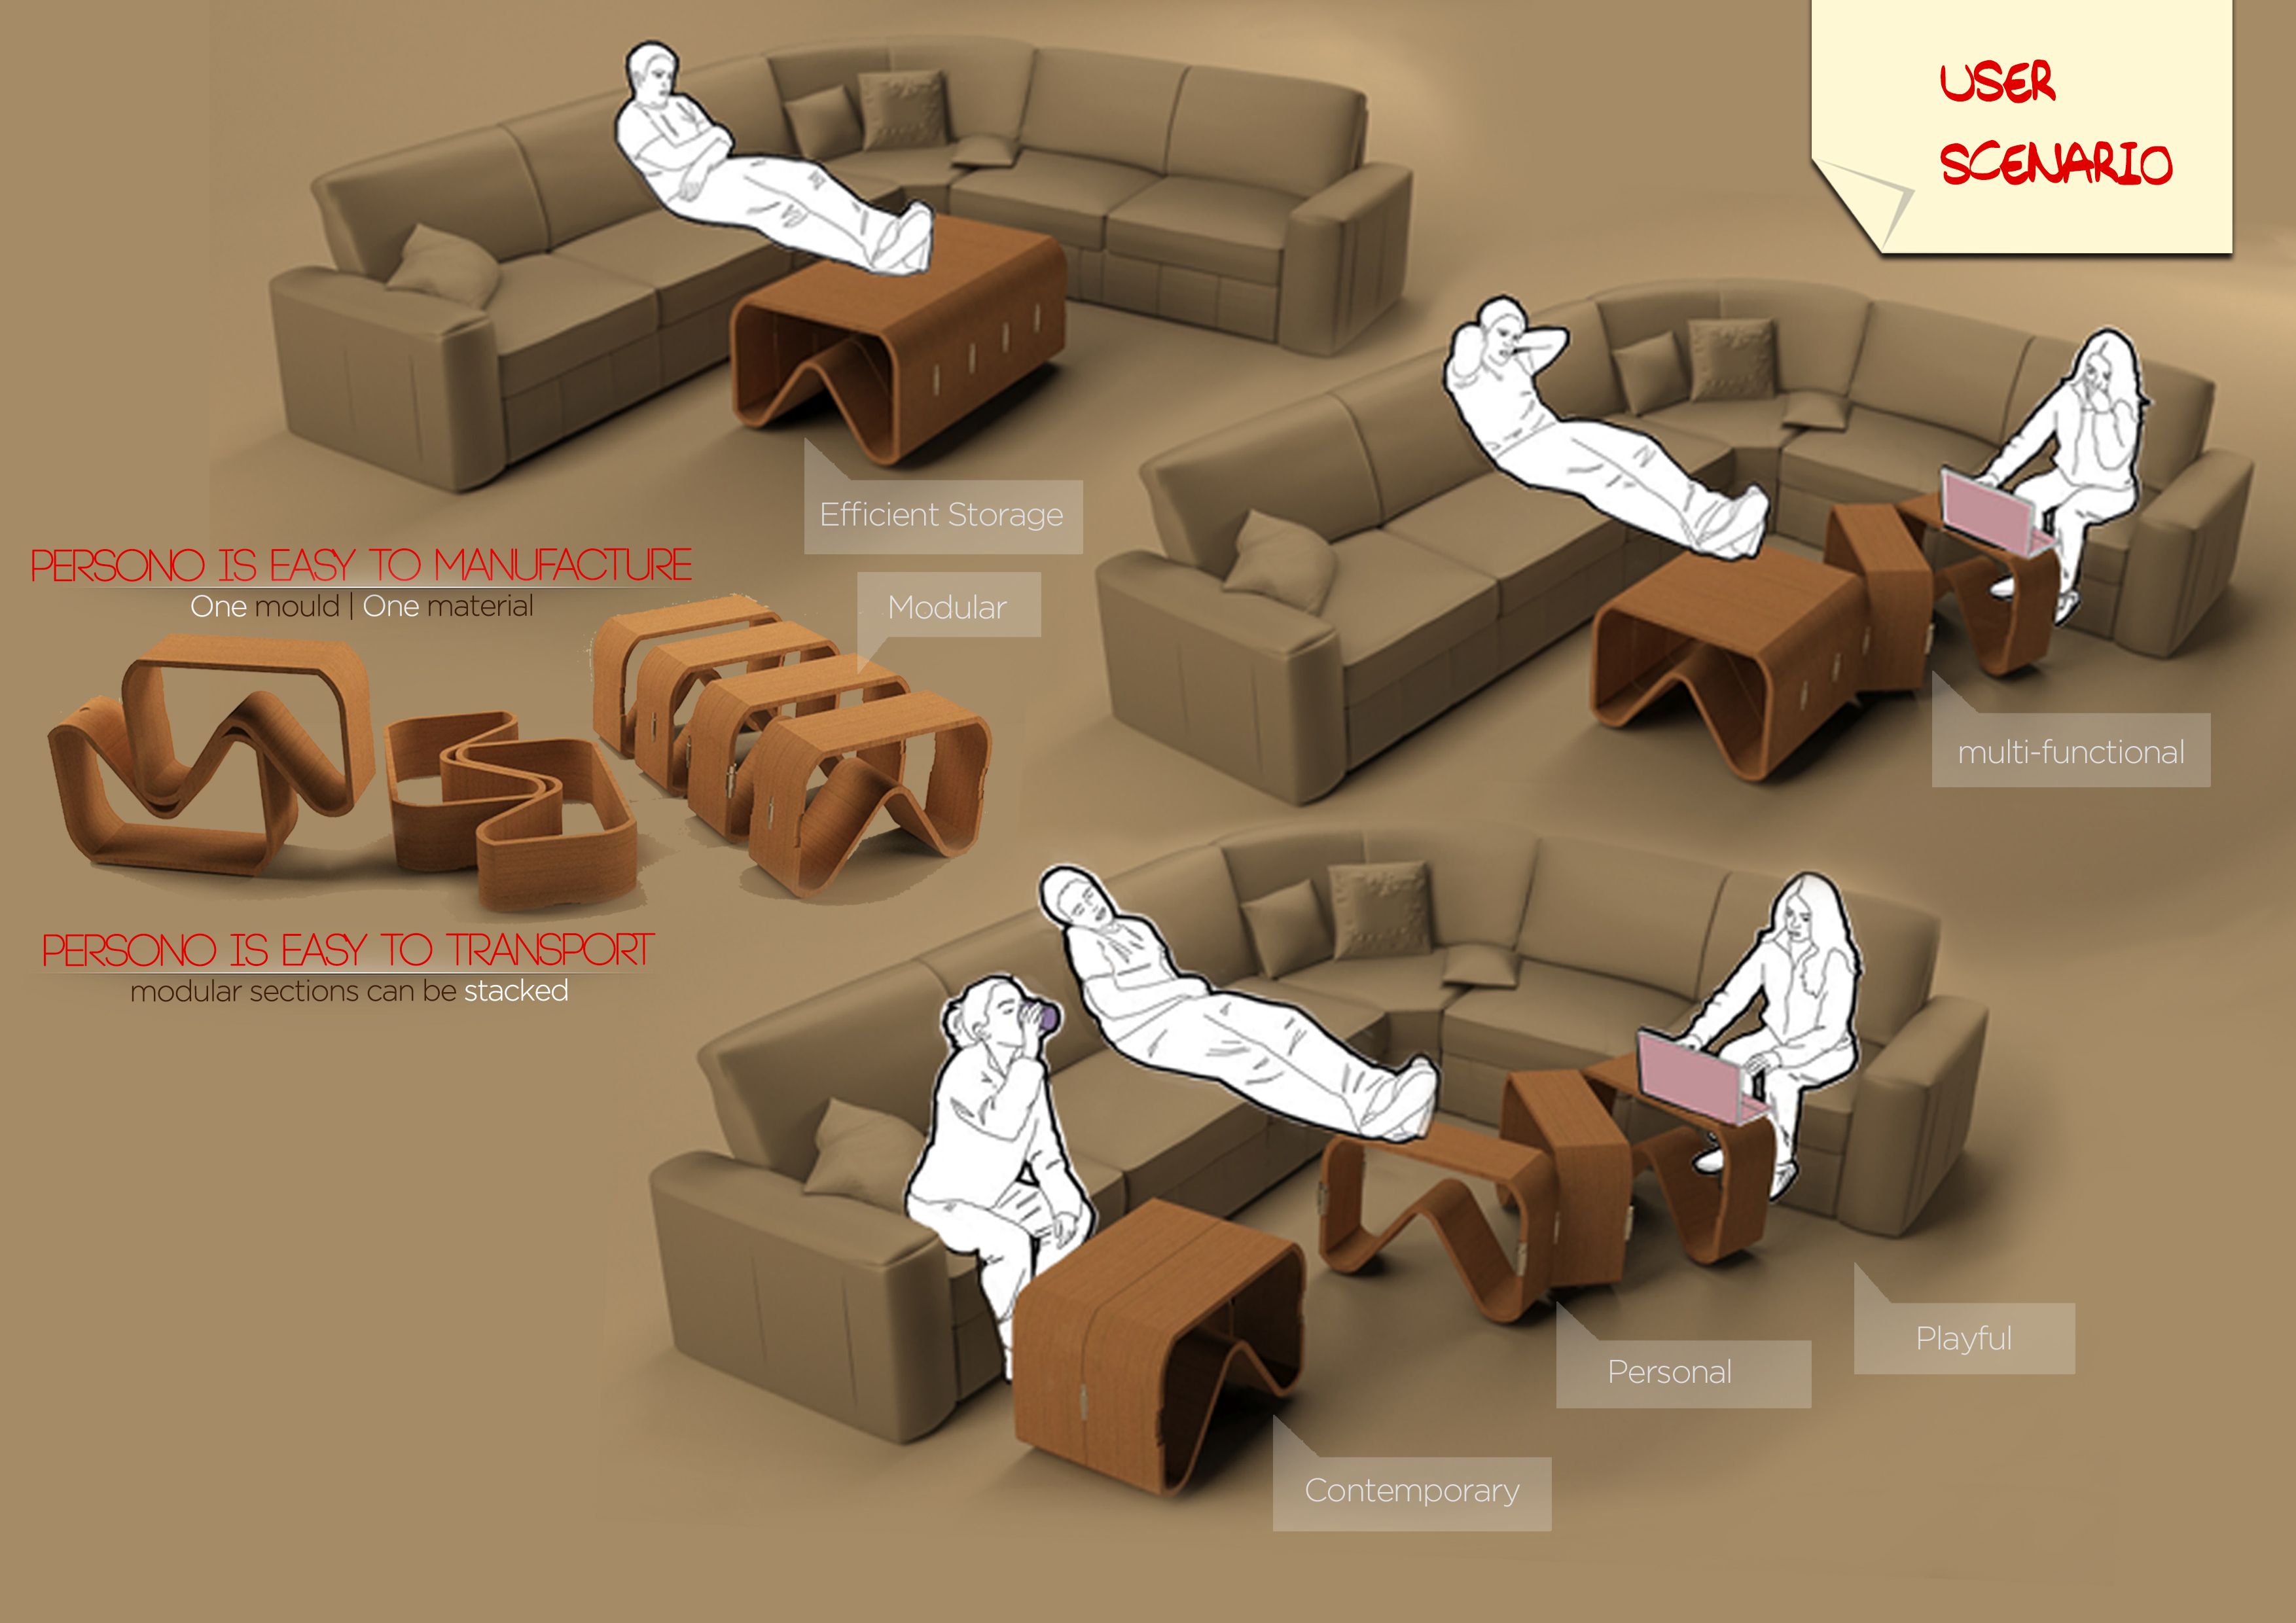 USER
SCENARIO
Efficient Storage
PERSONO IS EASY TO MANUFACTURE
One mould | One material
Modular
multi-functional
PERSONO IS EASY TO TRANSPORT
modular sections can be stacked
Playful
Personal
Contemporary